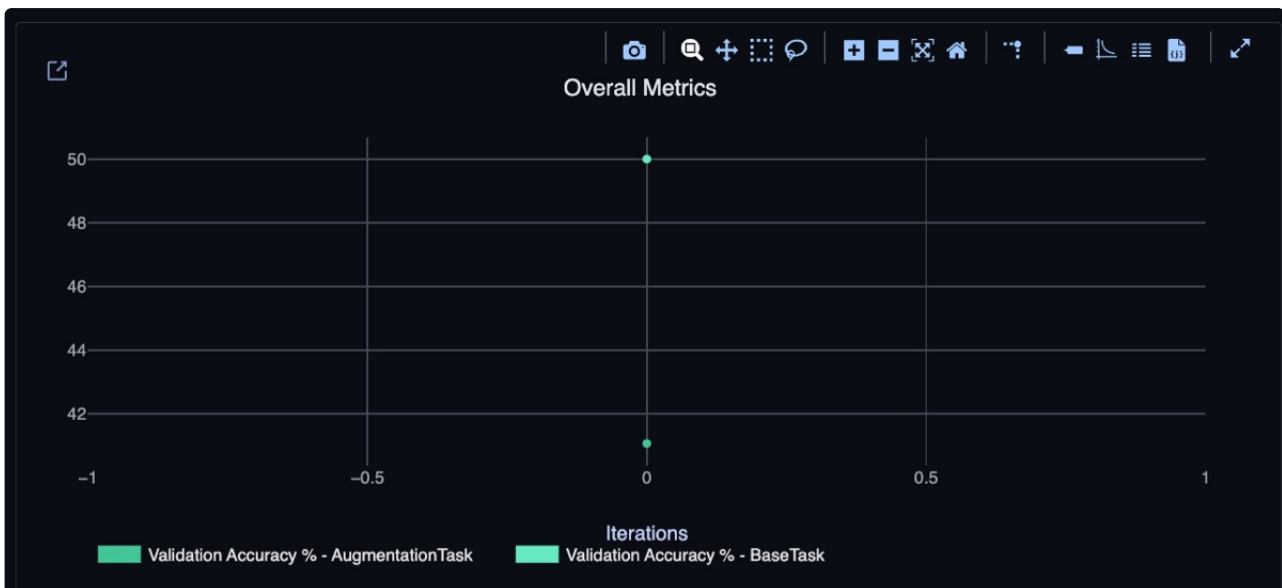 Overall Metrics
50
48
46
44
42
−1 −0.5 0 0.5 1
Iterations
Validation Accuracy % - AugmentationTask Validation Accuracy % - BaseTask